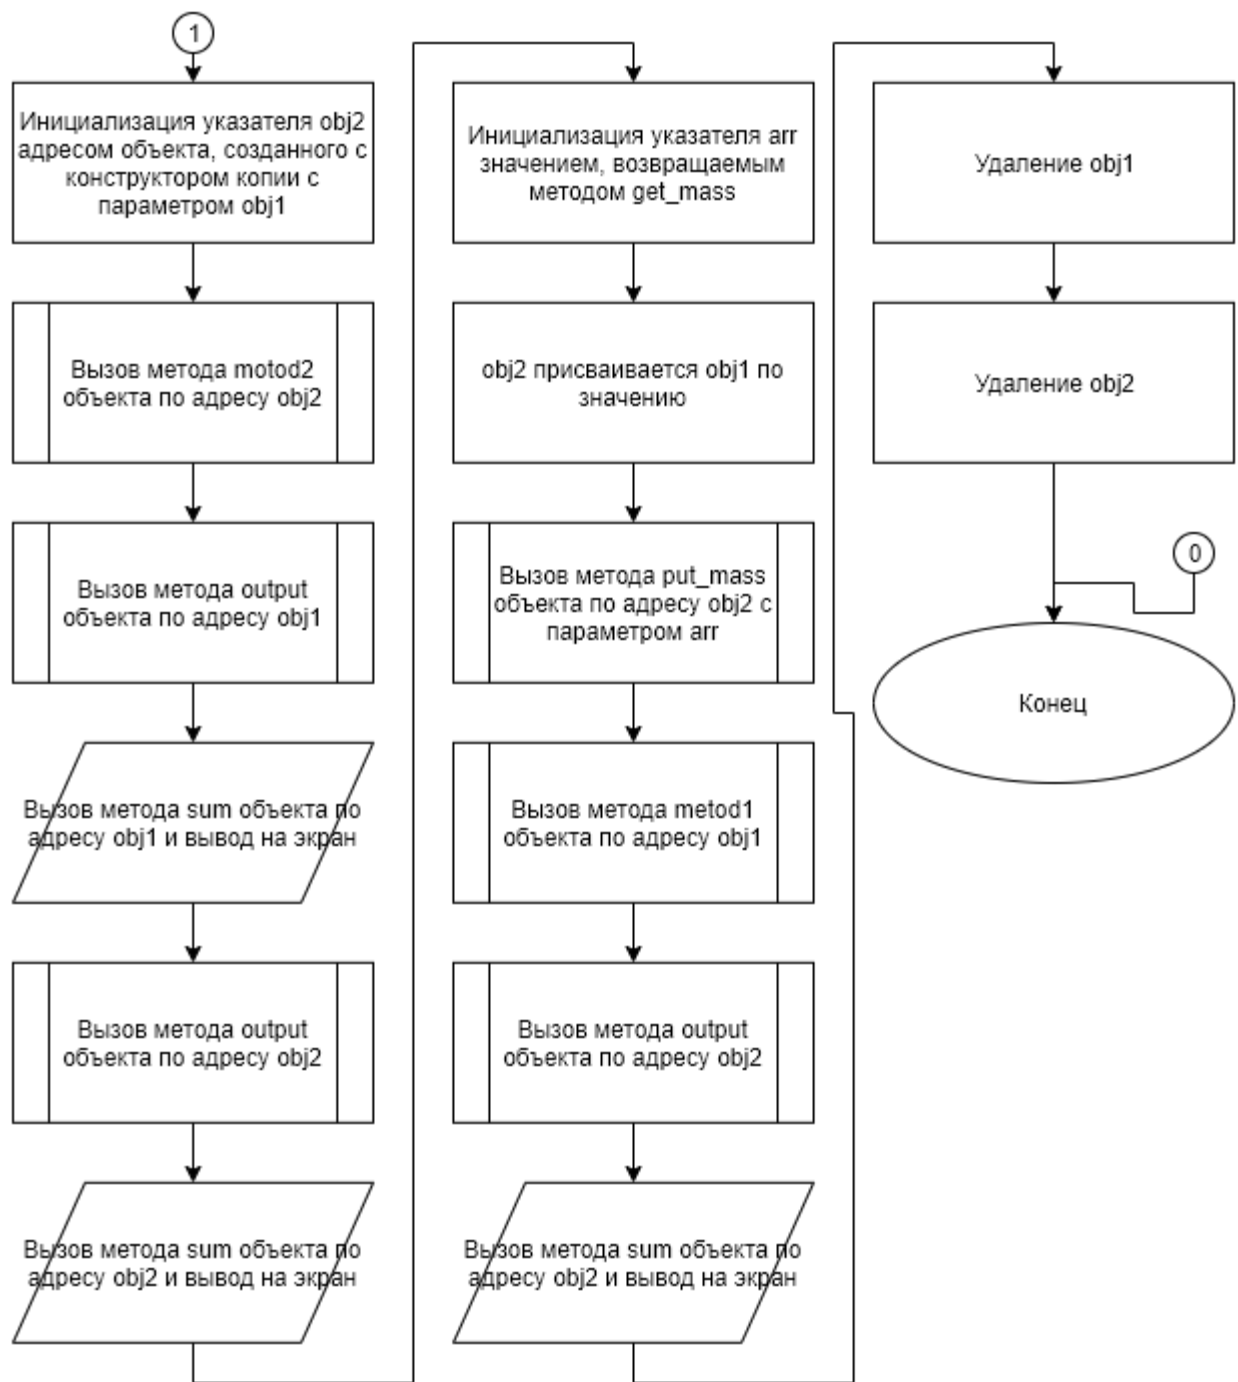 1
Инициализация указателя obj2
адресом объекта, созданного с
конструктором копии с
параметром obj1
Вызов метода motod2
объекта по адресу obj2
Вызов метода output
объекта по адресу obj1
Вызов метода sum объекта по
адресу obj1 и вывод на экран
Вызов метода output
объекта по адресу obj2
Вызов метода sum объекта по
адресу obj2 и вывод на экран
Инициализация указателя arr
значением, возвращаемым
методом get_mass
obj2 присваивается obj1 по
значению
Вызов метода put_mass
объекта по адресу obj2 с
параметром arr
Вызов метода metod1
объекта по адресу obj1
Вызов метода output
объекта по адресу obj2
Вызов метода sum объекта по
адресу obj2 и вывод на экран
Удаление obj1
Удаление obj2
0
Конец